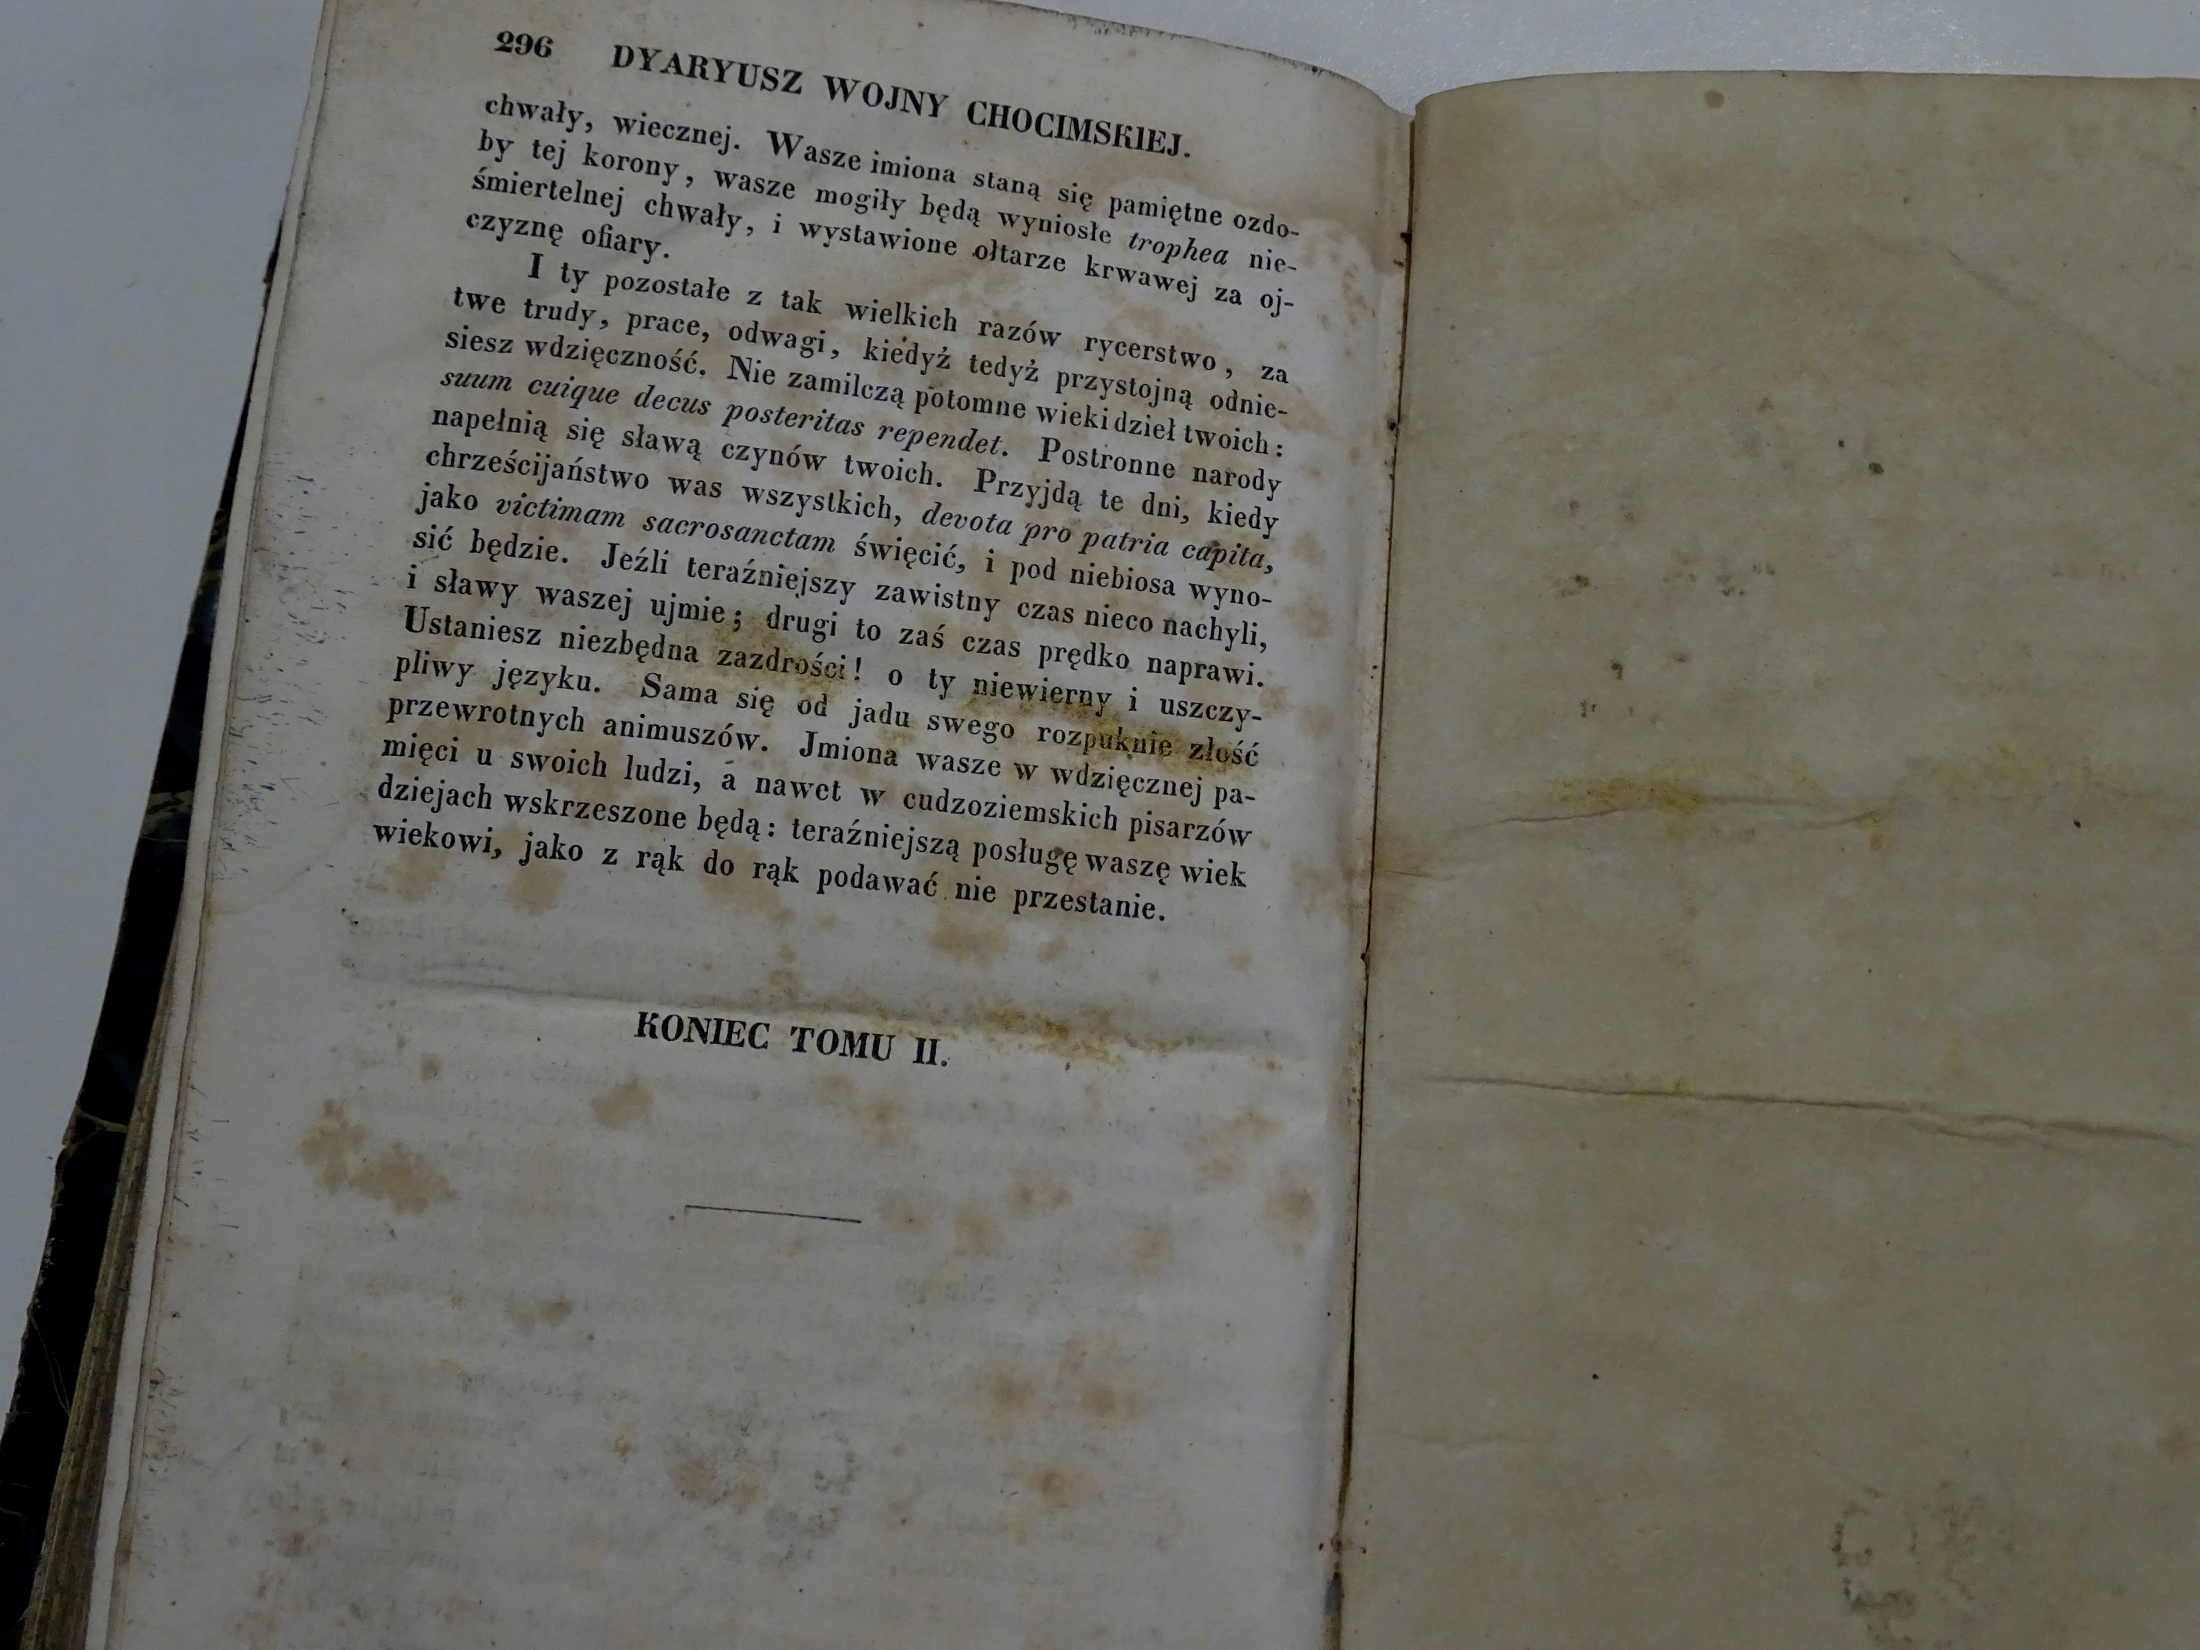 296 DYARYUSZ WOJNY CHOCIMSKIEJ.
chwały, wiecznej. Wasze imiona staną się pamiętne ozdo-
by tej korony, wasze mogiły będą wyniosłe trophea nie-
śmiertelnej chwały, i wystawione ołtarze krwawej za oj-
czyznę ofiary.
I ty pozostałe z tak wielkich razów rycerstwo, za
twe trudy, prace, odwagi, kiedyż tedyż przystojną odnie-
siesz wdzięczność. Nie zamilczą potomne wieki dzieł twoich:
suum cuique decus posteritas rependet. Postronne narody
napełnią się sławą czynów twoich. Przyjdą te dni, kiedy
chrześcijaństwo was wszystkich, devota pro patria capita,
jako victimam sacrosanctam święcić, i pod niebiosa wyno-
sić będzie. Jeźli teraźniejszy zawistny czas nieco nachyli,
i sławy waszej ujmie; drugi to zaś czas prędko naprawi.
Ustaniesz niezbędna zazdrości! o ty niewierny i uszczy-
pliwy języku. Sama się od jadu swego rozpuknie złość
przewrotnych animuszów. Jmiona wasze w wdzięcznej pa-
mięci u swoich ludzi, a nawet w cudzoziemskich pisarzów
dziejach wskrzeszone będą: teraźniejszą posługę waszę wiek
wiekowi, jako z rąk do rąk podawać nie przestanie.
KONIEC TOMU II.